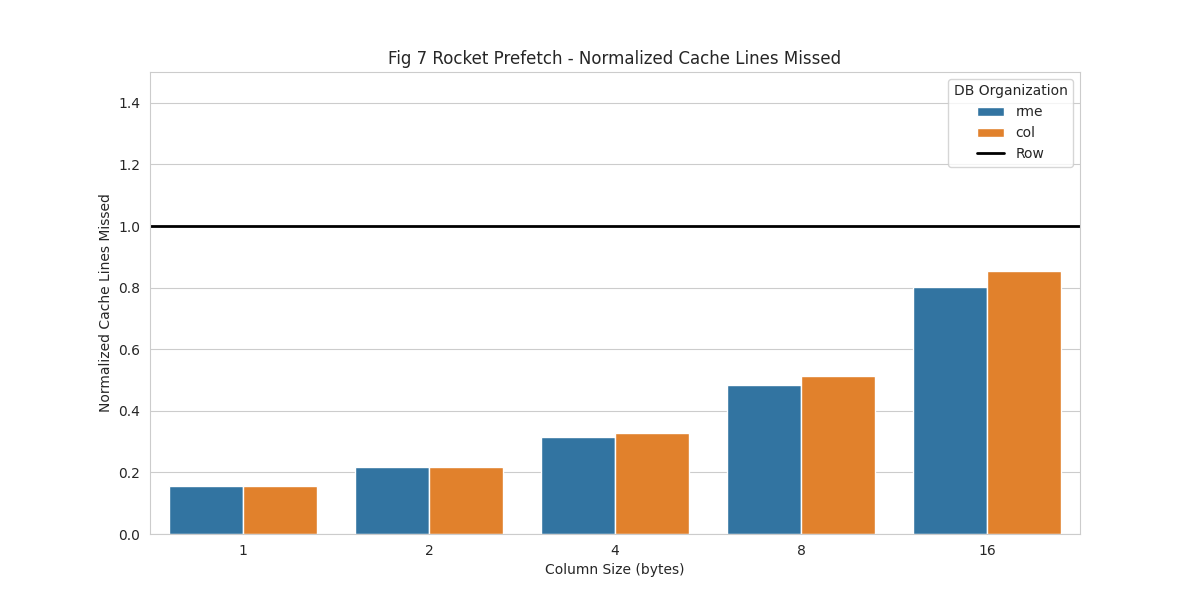 Fig 7 Rocket Prefetch - Normalized Cache Lines Missed
DB Organization
rme
col
Row
Normalized Cache Lines Missed
1.4
1.2
1.0
0.8
0.6
0.4
0.2
0.0
1 2 4 8 16
Column Size (bytes)